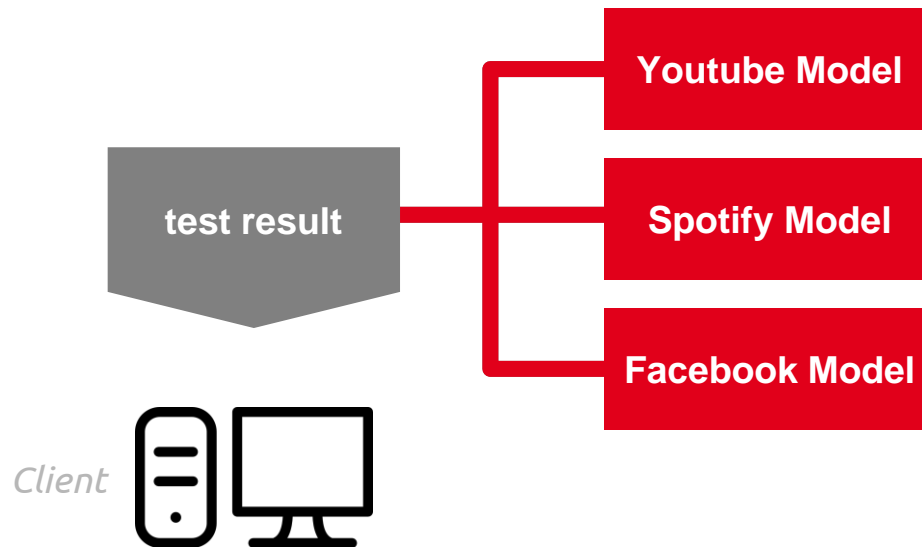 Youtube Model
test result
Spotify Model
Facebook Model
Client